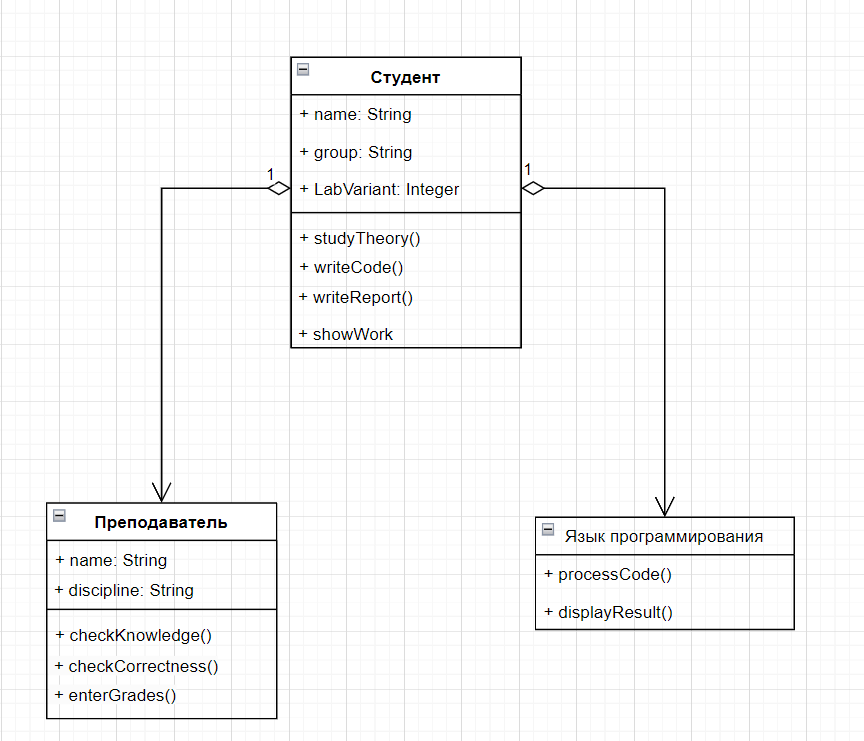 Студент
+ name: String
+ group: String
1
1
+ LabVariant: Integer
+ studyTheory()
+ writeCode()
+ writeReport()
+ showWork
Преподаватель
+ name: String
+ discipline: String
+ checkKnowledge()
+ checkCorrectness()
+ enterGrades()
Язык программирования
+ processCode()
+ displayResult()